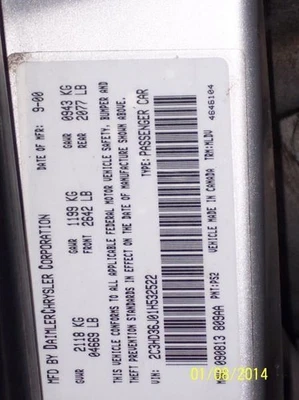 MFD BY DAIMLERCHRYSLER CORPORATION
DATE OF MFR: 9-00
GVWR
2118 KG
04669 LB
GAWR
FRONT
1199 KG
2642 LB
GAWR
REAR
0943 KG
2077 LB
THIS VEHICLE CONFORMS TO ALL APPLICABLE FEDERAL MOTOR VEHICLE SAFETY, BUMPER AND
THEFT PREVENTION STANDARDS IN EFFECT ON THE DATE OF MANUFACTURE SHOWN ABOVE.
2C3HD36J01H532522
TYPE: PASSENGER CAR
VEHICLE MADE IN CANADA
4646104
090813 809AA
PNT: PS2
TRM: MLDV
01/08/2014